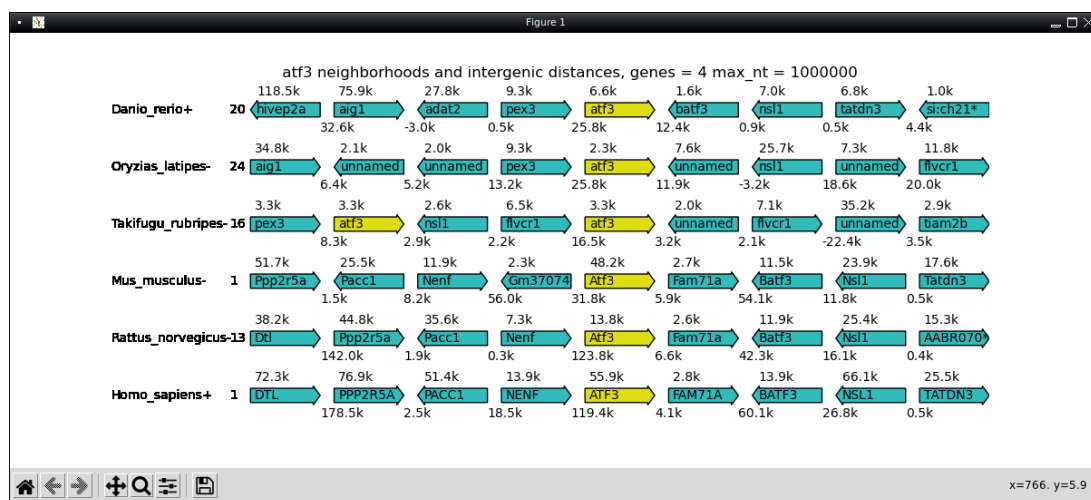 Figure 1
atf3 neighborhoods and intergenic distances, genes = 4 max_nt = 1000000
118.5k 75.9k 27.8k 9.3k 6.6k 1.6k 7.0k 6.8k 1.0k
Danio_rerio+ 20 hivep2a aig1 adat2 pex3 atf3 batf3 nsl1 tatdn3 si:ch21*
32.6k -3.0k 0.5k 25.8k 12.4k 0.9k 0.5k 4.4k
34.8k 2.1k 2.0k 9.3k 2.3k 7.6k 25.7k 7.3k 11.8k
Oryzias_latipes- 24 aig1 unnamed unnamed pex3 atf3 unnamed nsl1 unnamed flvcr1
6.4k 5.2k 13.2k 25.8k 11.9k -3.2k 18.6k 20.0k
3.3k 3.3k 2.6k 6.5k 3.3k 2.0k 7.1k 35.2k 2.9k
Takifugu_rubripes- 16 pex3 atf3 nsl1 flvcr1 atf3 unnamed flvcr1 unnamed tiam2b
8.3k 2.9k 2.2k 16.5k 3.2k 2.1k -22.4k 3.5k
51.7k 25.5k 11.9k 2.3k 48.2k 2.7k 11.5k 23.9k 17.6k
Mus_musculus- 1 Ppp2r5a Pacc1 Nenf Gm37074 Atf3 Fam71a Batf3 Nsl1 Tatdn3
1.5k 8.2k 56.0k 31.8k 5.9k 54.1k 11.8k 0.5k
38.2k 44.8k 35.6k 7.3k 13.8k 2.6k 11.9k 25.4k 15.3k
Rattus_norvegicus- 13 Dtl Ppp2r5a Pacc1 Nenf Atf3 Fam71a Batf3 Nsl1 AABR070*
142.0k 1.9k 0.3k 123.8k 6.6k 42.3k 16.1k 0.4k
72.3k 76.9k 51.4k 13.9k 55.9k 2.8k 13.9k 66.1k 25.5k
Homo_sapiens+ 1 DTL PPP2R5A PACC1 NENF ATF3 FAM71A BATF3 NSL1 TATDN3
178.5k 2.5k 18.5k 119.4k 4.1k 60.1k 26.8k 0.5k
x=766. y=5.9